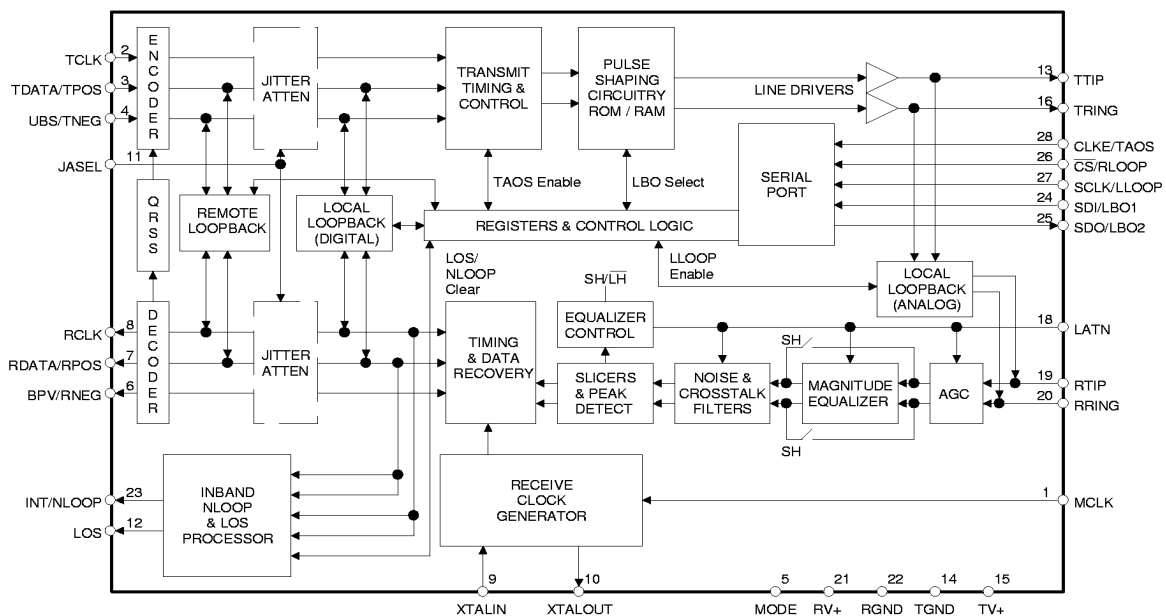 TCLK 2
TDATA/TPOS 3
UBS/TNEG 4
JASEL 11
ENCODER
JITTER
ATTEN
TRANSMIT
TIMING &
CONTROL
PULSE
SHAPING
CIRCUITRY
ROM / RAM
LINE DRIVERS
13 TTIP
16 TRING
28 CLKE/TAOS
26 C̅S̅/RLOOP
27 SCLK/LLOOP
24 SDI/LBO1
25 SDO/LBO2
SERIAL
PORT
TAOS Enable
LBO Select
QRSS
REMOTE
LOOPBACK
LOCAL
LOOPBACK
(DIGITAL)
REGISTERS & CONTROL LOGIC
LOS/
NLOOP
Clear
LLOOP
Enable
SH/L̅H̅
LOCAL
LOOPBACK
(ANALOG)
RCLK 8
RDATA/RPOS 7
BPV/RNEG 6
DECODER
JITTER
ATTEN
TIMING
& DATA
RECOVERY
EQUALIZER
CONTROL
SLICERS
& PEAK
DETECT
NOISE &
CROSSTALK
FILTERS
SH
MAGNITUDE
EQUALIZER
SH
AGC
18 LATN
19 RTIP
20 RRING
INT/NLOOP 23
LOS 12
INBAND
NLOOP
& LOS
PROCESSOR
RECEIVE
CLOCK
GENERATOR
1 MCLK
9 10 5 21 22 14 15
XTALIN XTALOUT MODE RV+ RGND TGND TV+